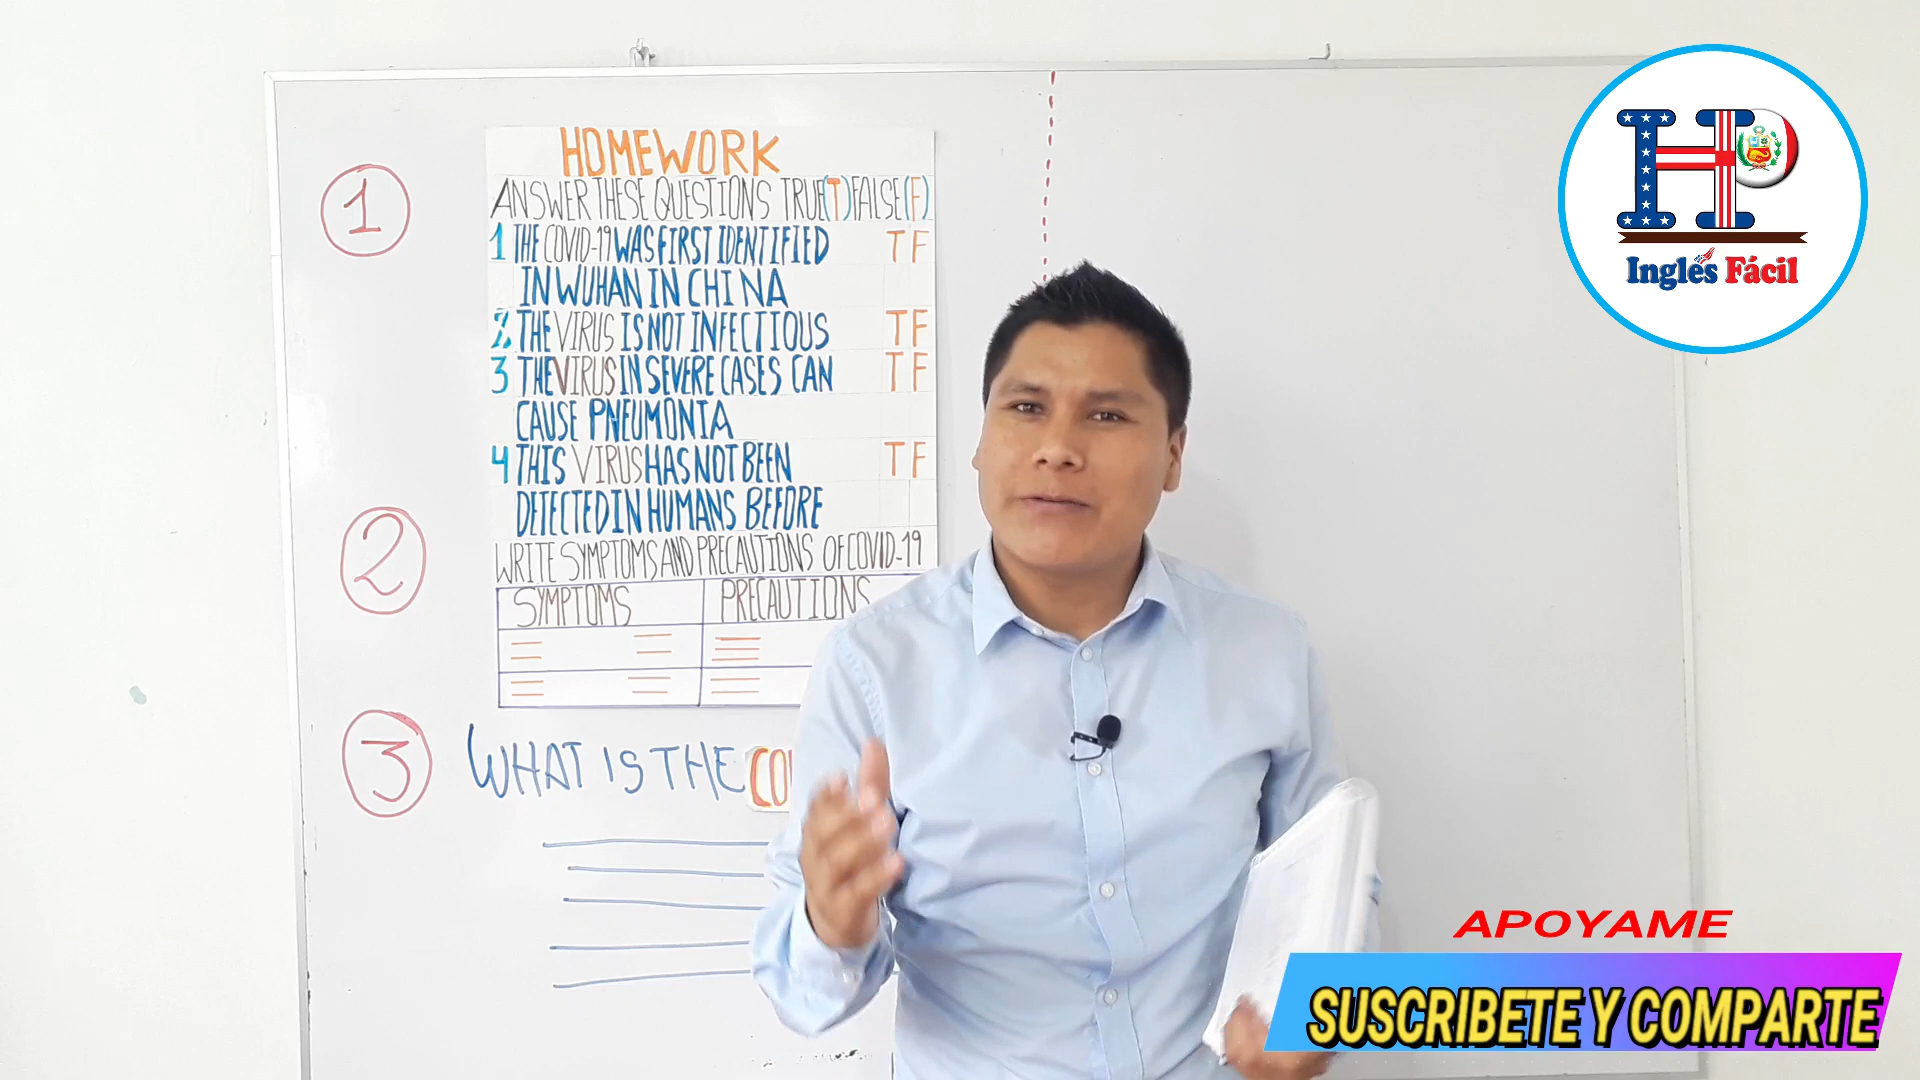 HOMEWORK
ANSWER THESE QUESTIONS TRUE(T) FALSE(F)
1 THE COVID-19 WAS FIRST IDENTIFIED T F
IN WUHAN IN CHINA
2 THE VIRUS IS NOT INFECTIOUS T F
3 THE VIRUS IN SEVERE CASES CAN T F
CAUSE PNEUMONIA
4 THIS VIRUS HAS NOT BEEN T F
DETECTED IN HUMANS BEFORE
WRITE SYMPTOMS AND PRECAUTIONS OF COVID-19
SYMPTOMS PRECAUTIONS
1
2
3 WHAT IS THE
HP
Inglés Fácil
APOYAME
SUSCRIBETE Y COMPARTE